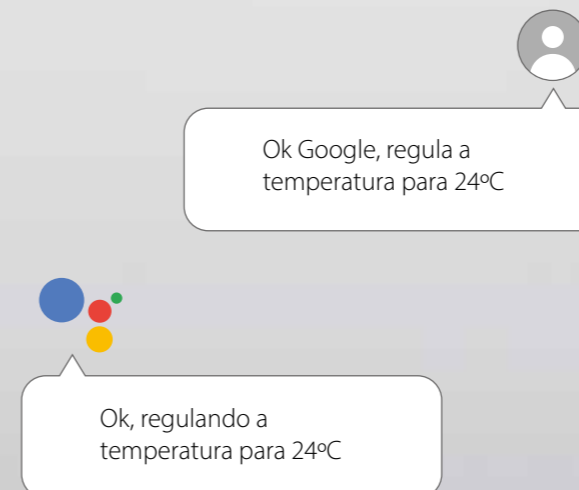 Ok Google, regula a
temperatura para 24ºC
Ok, regulando a
temperatura para 24ºC